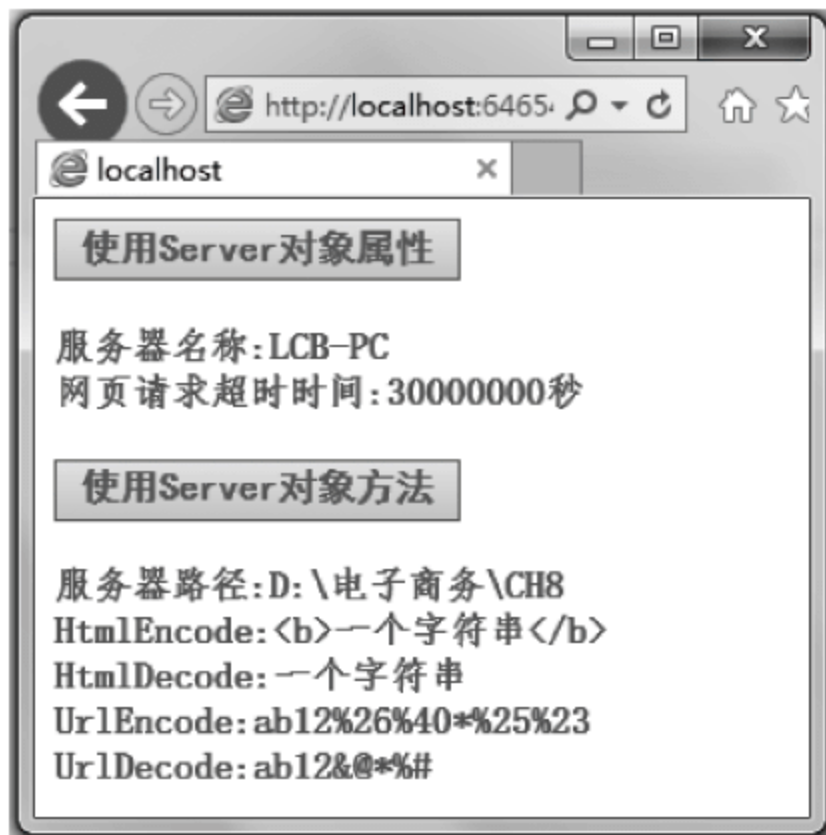 http://localhost:6465
localhost
使用Server对象属性
服务器名称:LCB-PC
网页请求超时时间:30000000秒
使用Server对象方法
服务器路径:D:\电子商务\CH8
HtmlEncode:<b>一个字符串</b>
HtmlDecode:一个字符串
UrlEncode:ab12%26%40*%25%23
UrlDecode:ab12&@*%#